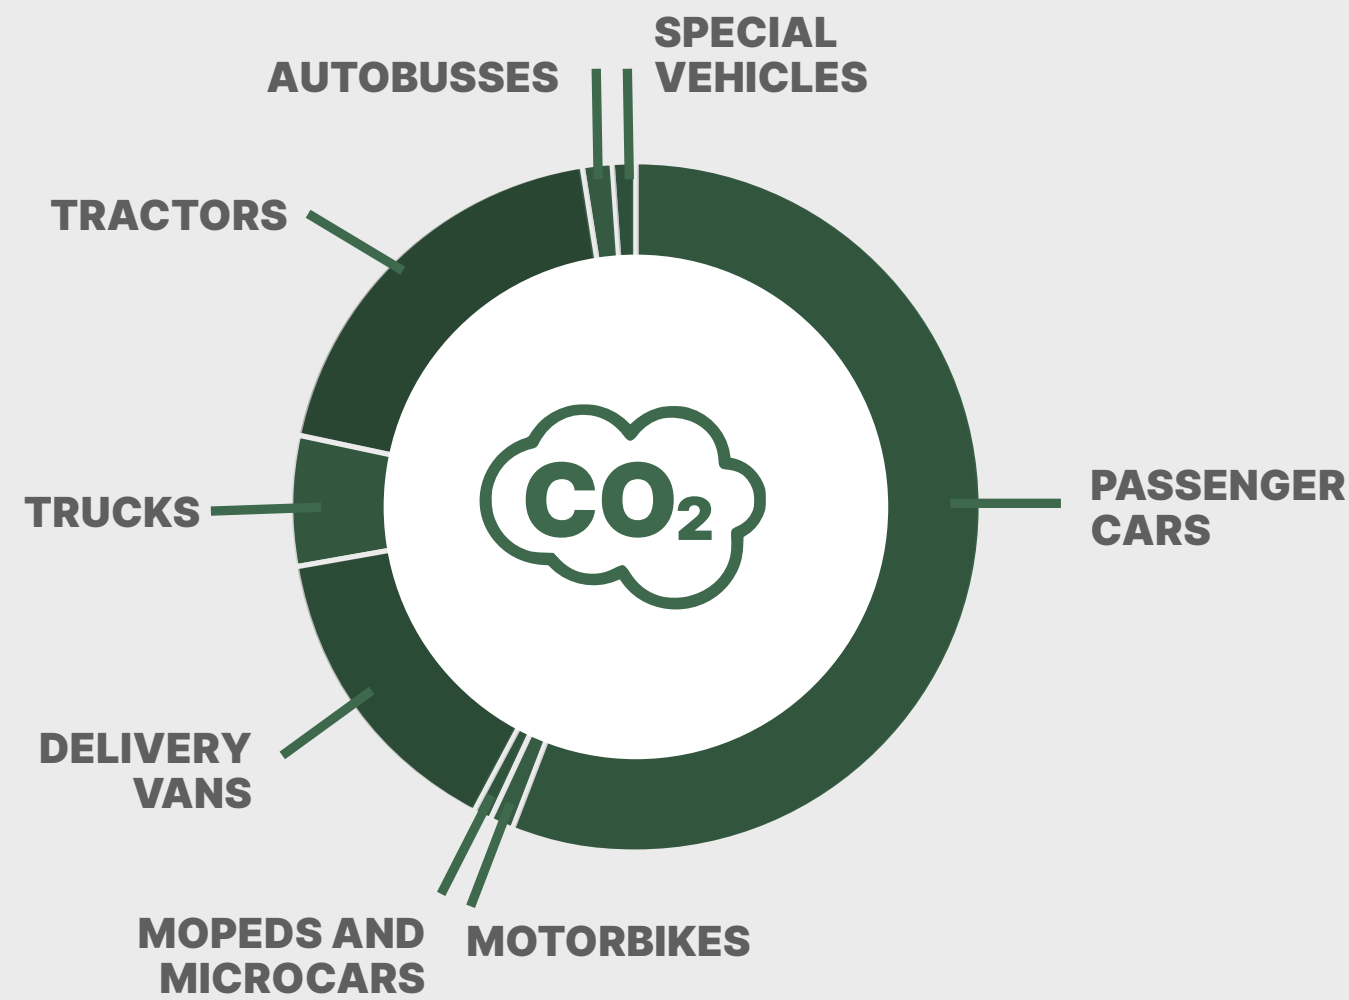 SPECIAL
VEHICLES
AUTOBUSSES
TRACTORS
TRUCKS
CO₂
PASSENGER
CARS
DELIVERY
VANS
MOPEDS AND
MICROCARS
MOTORBIKES